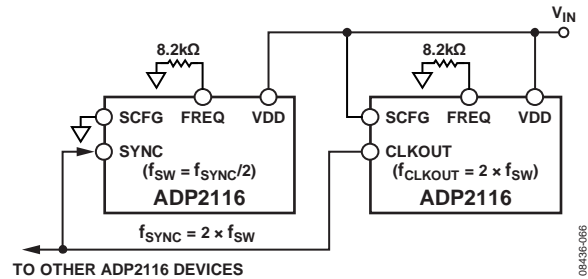 V_IN
8.2kΩ
8.2kΩ
SCFG FREQ VDD
SYNC
(f_SW = f_SYNC/2)
ADP2116
SCFG FREQ VDD
CLKOUT
(f_CLKOUT = 2 × f_SW)
ADP2116
f_SYNC = 2 × f_SW
TO OTHER ADP2116 DEVICES
08436-066